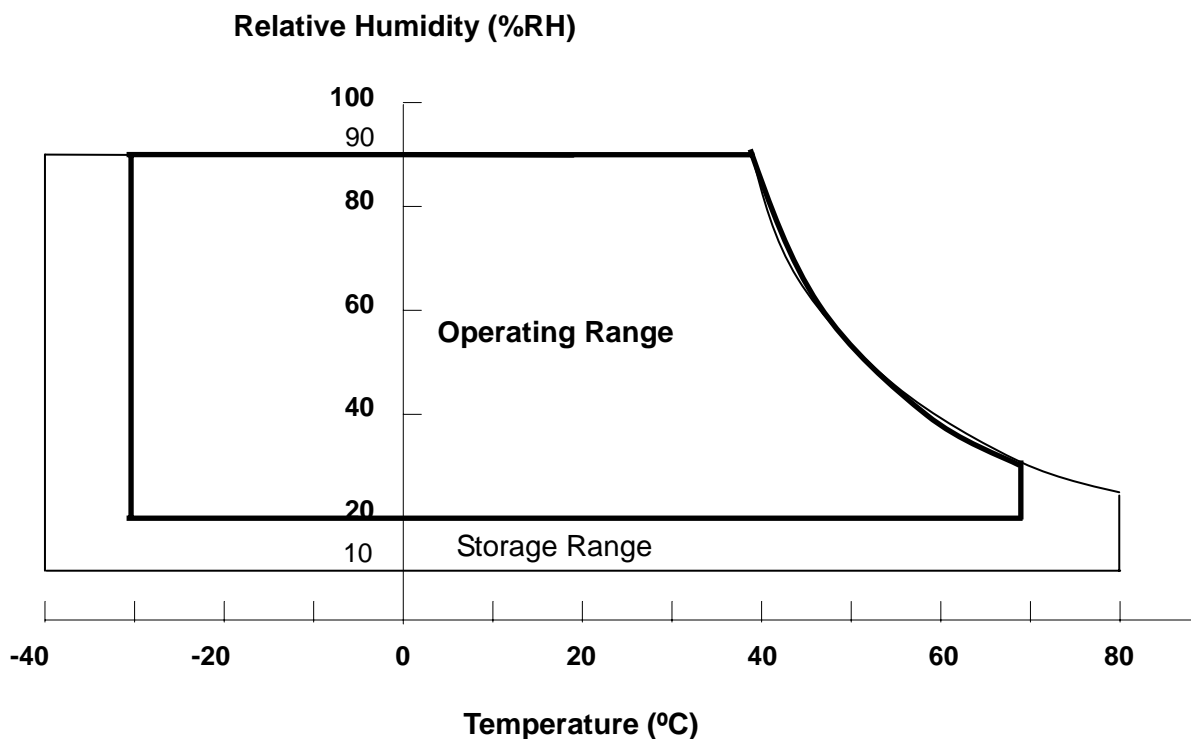 Relative Humidity (%RH)
100
90
80
60
Operating Range
40
20
10
Storage Range
-40 -20 0 20 40 60 80
Temperature (ºC)